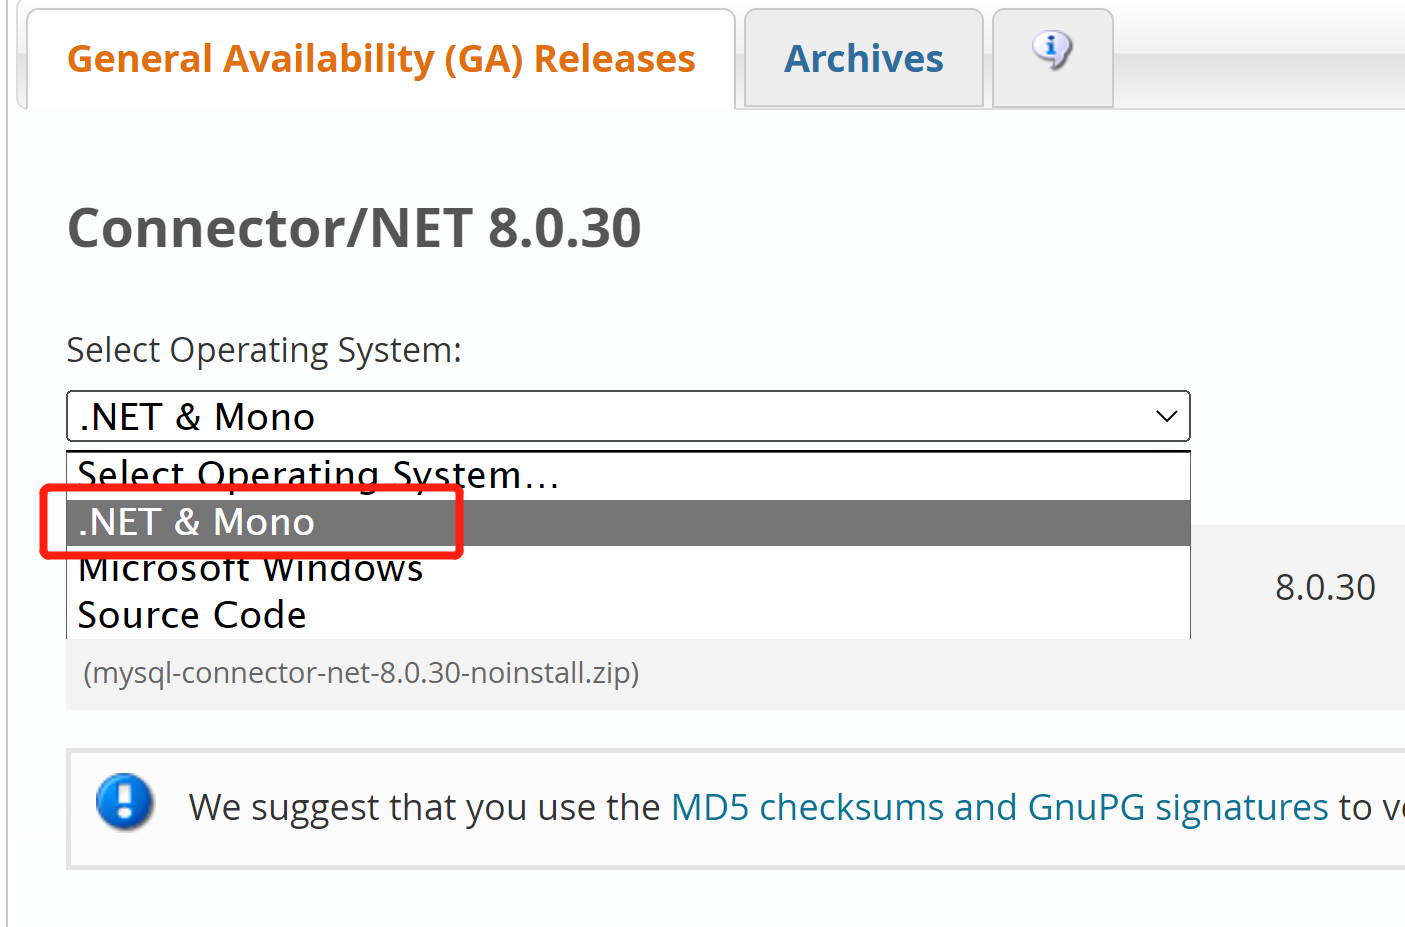 General Availability (GA) Releases
Archives
Connector/NET 8.0.30
Select Operating System:
.NET & Mono
Select Operating System…
.NET & Mono
Microsoft Windows
8.0.30
Source Code
(mysql-connector-net-8.0.30-noinstall.zip)
We suggest that you use the MD5 checksums and GnuPG signatures to